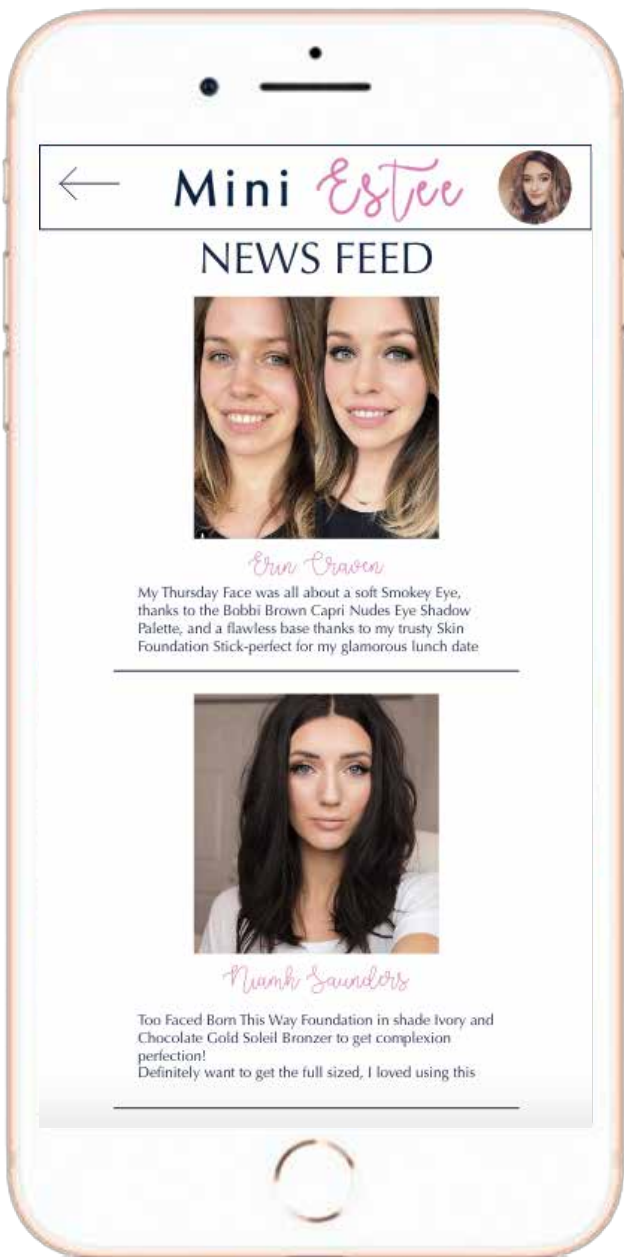 Mini Estee
NEWS FEED
Erin Craven
My Thursday Face was all about a soft Smokey Eye,
thanks to the Bobbi Brown Capri Nudes Eye Shadow
Palette, and a flawless base thanks to my trusty Skin
Foundation Stick-perfect for my glamorous lunch date
Niamh Saunders
Too Faced Born This Way Foundation in shade Ivory and
Chocolate Gold Soleil Bronzer to get complexion
perfection!
Definitely want to get the full sized, I loved using this